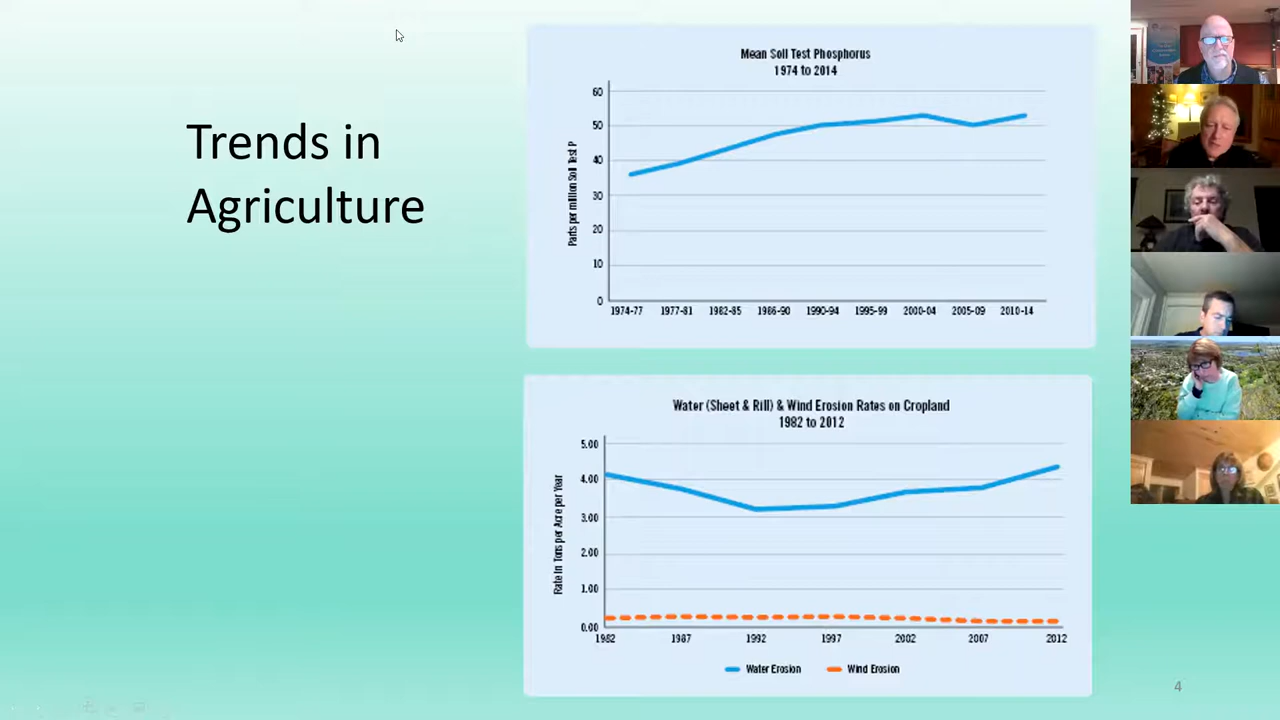 Trends in
Agriculture
Mean Soil Test Phosphorus
1974 to 2014
Parts per million Soil Test P
60
50
40
30
20
10
0
1974-77 1977-81 1982-85 1986-90 1990-94 1995-99 2000-04 2005-09 2010-14
Water (Sheet & Rill) & Wind Erosion Rates on Cropland
1982 to 2012
Rate in Tons per Acre per Year
5.00
4.00
3.00
2.00
1.00
0.00
1982 1987 1992 1997 2002 2007 2012
Water Erosion Wind Erosion
4